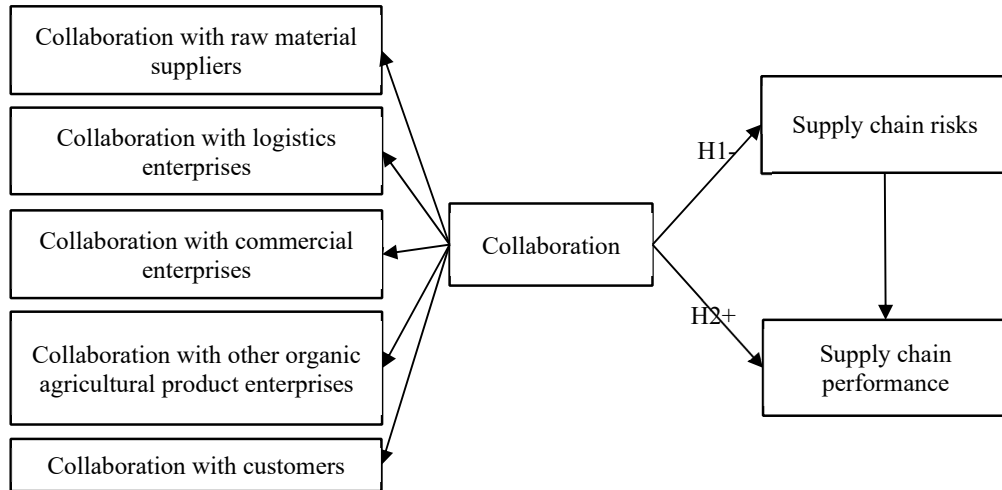 Collaboration with raw material
suppliers
Collaboration with logistics
enterprises
Collaboration with commercial
enterprises
Collaboration with other organic
agricultural product enterprises
Collaboration with customers
Collaboration
H1-
H2+
Supply chain risks
Supply chain
performance